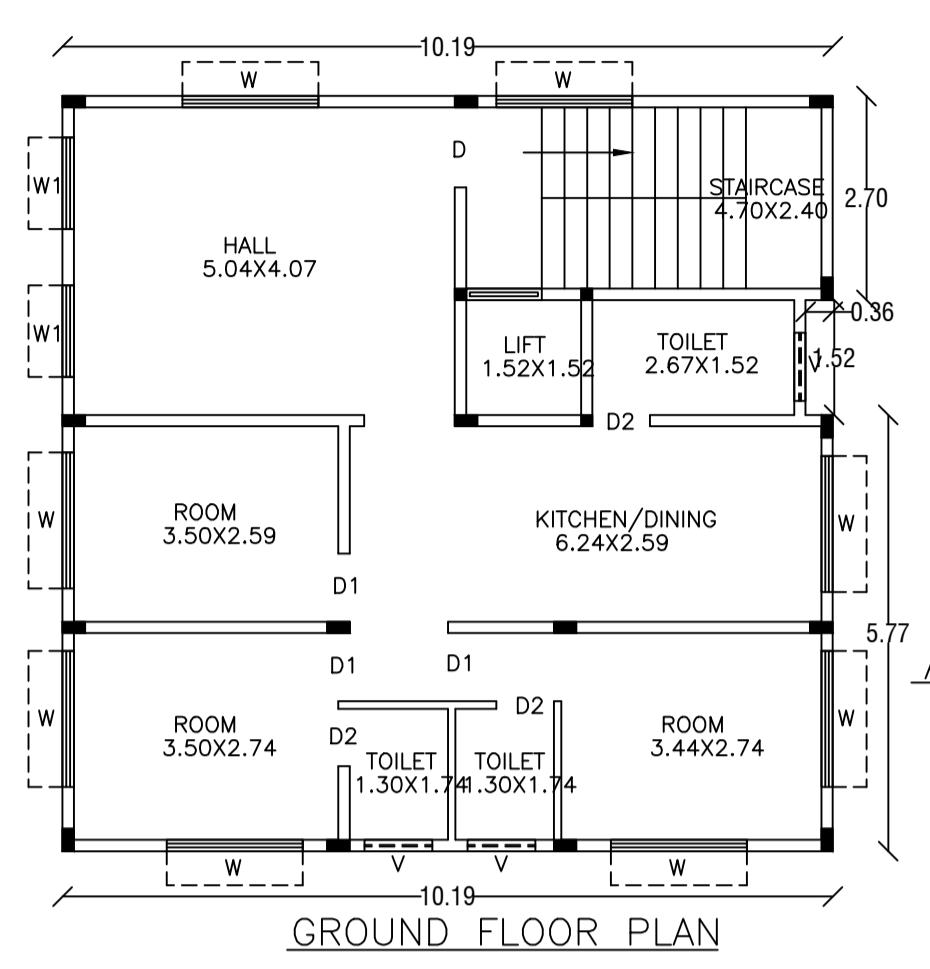 10.19
W
W
D
W1
STAIRCASE
4.70X2.40
2.70
HALL
5.04X4.07
W1
0.36
LIFT
1.52X1.52
TOILET
2.67X1.52
V
1.52
D2
W
ROOM
3.50X2.59
KITCHEN/DINING
6.24X2.59
W
D1
5.77
D1
D1
W
ROOM
3.50X2.74
D2
D2
ROOM
3.44X2.74
W
TOILET
1.30X1.74
TOILET
1.30X1.74
W
V
V
W
10.19
GROUND FLOOR PLAN